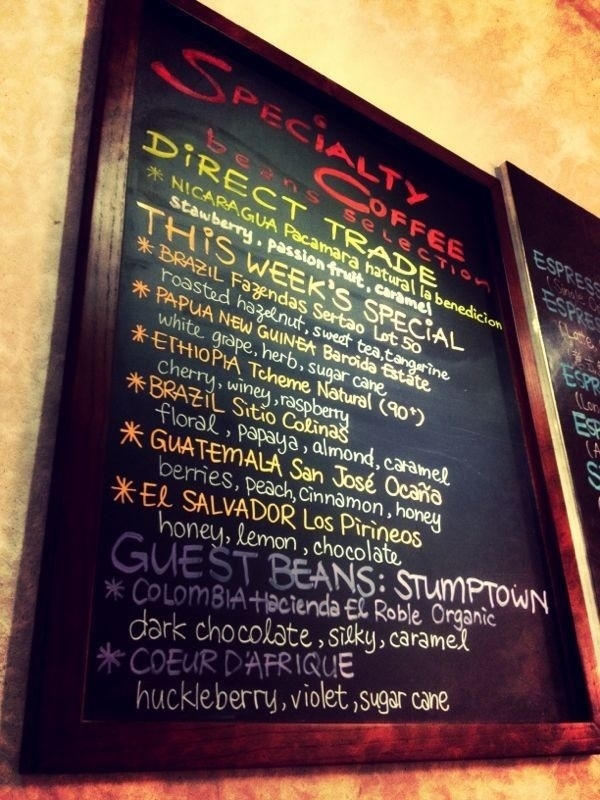 SPECiALTY COFFEE
beans selection
DiRECT TRADE
* NICARAGUA Pacamara natural la benedicion
stawberry, passion fruit, caramel
THiS WEEK'S SPECiAL
* BRAZIL Fazendas Sertao Lot 50
roasted hazelnut, sweet tea, tangerine
* PAPUA NEW GUINEA Baroida Estate
white grape, herb, sugar cane
* ETHIOPIA Tcheme Natural (90+)
cherry, winey, raspberry
* BRAZIL Sitio Colinas
floral, papaya, almond, caramel
* GUATEMALA San José Ocaña
berries, peach, cinnamon, honey
* El SALVADOR Los Pirineos
honey, lemon, chocolate
GUEST BEANS: STUMPTOWN
* COLOMBIA Hacienda El Roble Organic
dark chocolate, silky, caramel
* COEUR D'AFRIQUE
huckleberry, violet, sugar cane